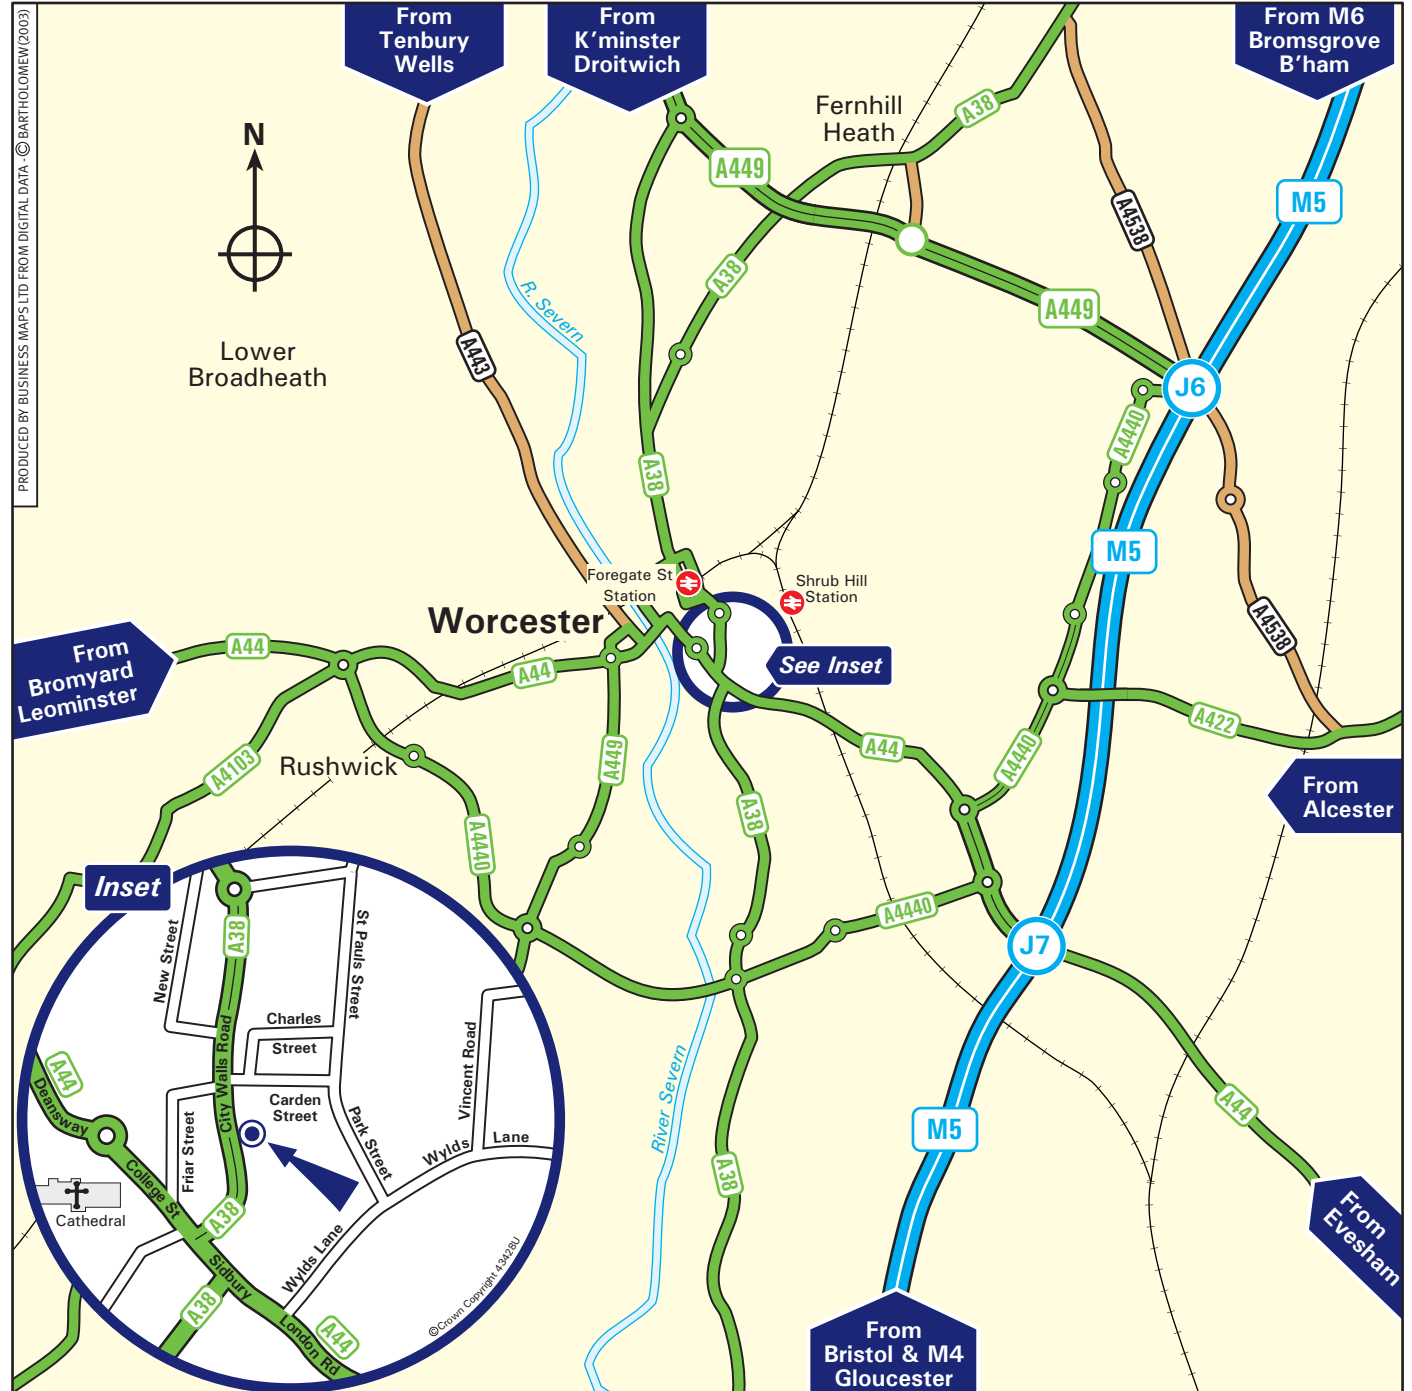 PRODUCED BY BUSINESS MAPS LTD FROM DIGITAL DATA - © BARTHOLOMEW(2003)
From
Tenbury
Wells
From
K'minster
Droitwich
From M6
Bromsgrove
B'ham
N
Fernhill
Heath
A38
A449
M5
A4538
A38
R. Severn
A449
A443
Lower
Broadheath
J6
A4440
A38
M5
Foregate St
Station
Shrub Hill
Station
Worcester
A4538
From
Bromyard
Leominster
A44
A44
See Inset
A422
A449
A44
A4440
A4103
Rushwick
From
Alcester
A38
A4440
A4440
J7
River Severn
M5
A44
A38
From
Evesham
From
Bristol & M4
Gloucester
Inset
New Street
A38
St Pauls Street
Charles
Street
City Walls Road
Vincent Road
A44
Deansway
Carden
Street
Friar Street
Park Street
Wylds
Lane
College St
Cathedral
A38
Wylds Lane
Sidbury
A38
London Rd
A44
©Crown Copyright 43428U